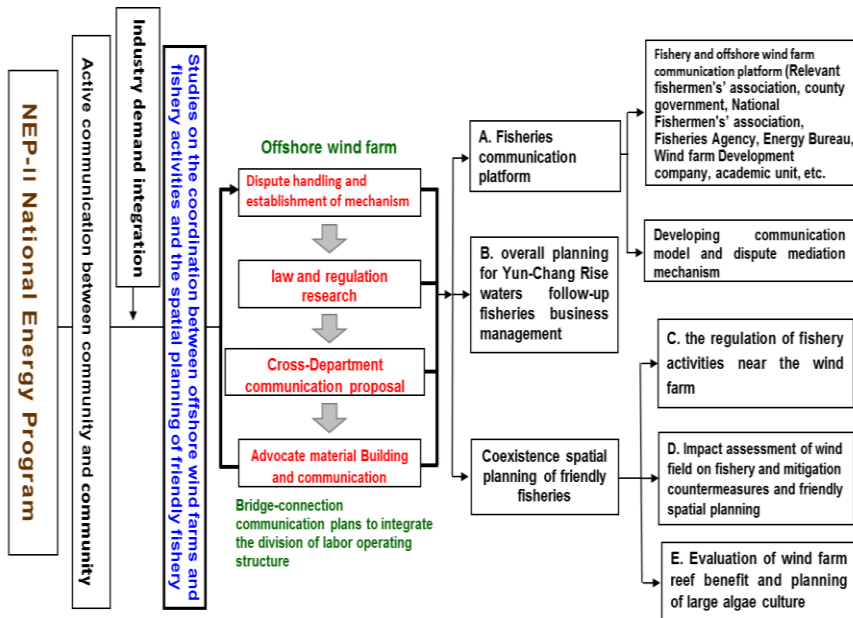 NEP-II National Energy Program
Active communication between community and community
Industry demand integration
Studies on the coordination between offshore wind farms and
fishery activities and the spatial planning of friendly fishery
Offshore wind farm
Dispute handling and
establishment of mechanism
law and regulation
research
Cross-Department
communication proposal
Advocate material Building
and communication
Bridge-connection
communication plans to integrate
the division of labor operating
structure
A. Fisheries
communication
platform
B. overall planning
for Yun-Chang Rise
waters follow-up
fisheries business
management
Coexistence spatial
planning of friendly
fisheries
Fishery and offshore wind farm
communication platform (Relevant
fishermen's' association, county
government, National
Fishermen's' association,
Fisheries Agency, Energy Bureau,
Wind farm Development
company, academic unit, etc.
Developing communication
model and dispute mediation
mechanism
C. the regulation of fishery
activities near the wind
farm
D. Impact assessment of wind
field on fishery and mitigation
countermeasures and friendly
spatial planning
E. Evaluation of wind farm
reef benefit and planning
of large algae culture